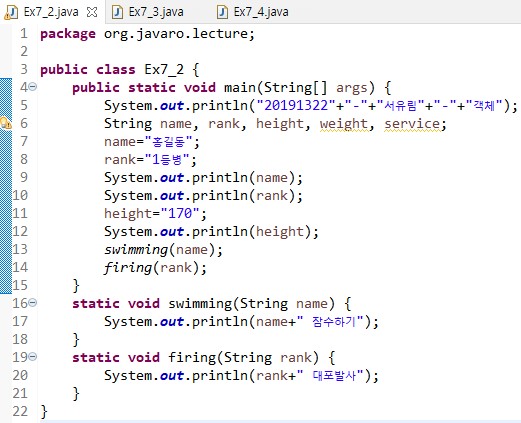 Ex7_2.java Ex7_3.java Ex7_4.java
1 package org.javaro.lecture;
2
3 public class Ex7_2 {
4 public static void main(String[] args) {
5 System.out.println("20191322"+"-"+"서유림"+"-"+"객체");
6 String name, rank, height, weight, service;
7 name="홍길동";
8 rank="1등병";
9 System.out.println(name);
10 System.out.println(rank);
11 height="170";
12 System.out.println(height);
13 swimming(name);
14 firing(rank);
15 }
16 static void swimming(String name) {
17 System.out.println(name+" 잠수하기");
18 }
19 static void firing(String rank) {
20 System.out.println(rank+" 대포발사");
21 }
22 }